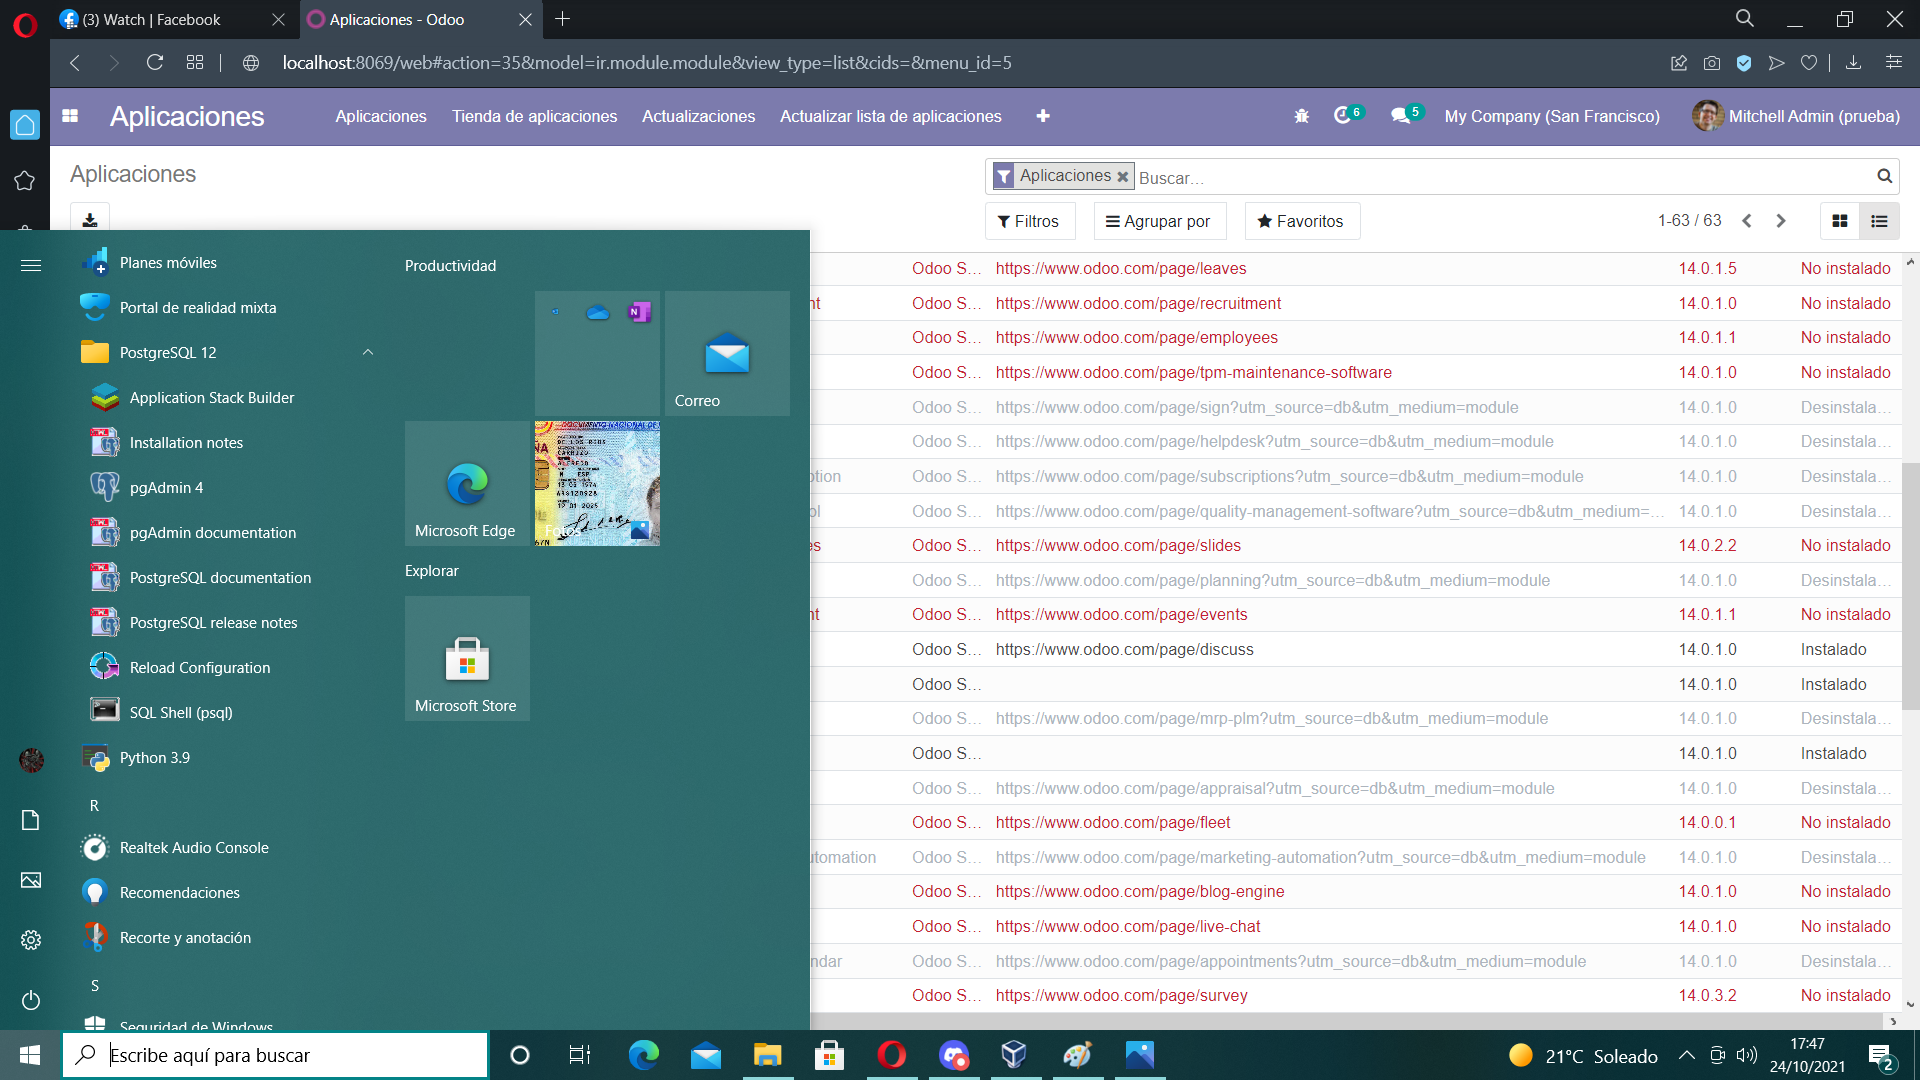 (3) Watch | Facebook
Aplicaciones - Odoo
localhost:8069/web#action=35&model=ir.module.module&view_type=list&cids=&menu_id=5
Aplicaciones
Aplicaciones
Tienda de aplicaciones
Actualizaciones
Actualizar lista de aplicaciones
6
5
My Company (San Francisco)
Mitchell Admin (prueba)
Aplicaciones
Aplicaciones
Buscar...
Filtros
Agrupar por
Favoritos
1-63 / 63
Planes móviles
Portal de realidad mixta
PostgreSQL 12
Application Stack Builder
Installation notes
pgAdmin 4
pgAdmin documentation
PostgreSQL documentation
PostgreSQL release notes
Reload Configuration
SQL Shell (psql)
Python 3.9
R
Realtek Audio Console
Recomendaciones
Recorte y anotación
S
Seguridad de Windows
Productividad
Correo
Microsoft Edge
Fotos
Explorar
Microsoft Store
Odoo S... https://www.odoo.com/page/leaves 14.0.1.5 No instalado
nt Odoo S... https://www.odoo.com/page/recruitment 14.0.1.0 No instalado
Odoo S... https://www.odoo.com/page/employees 14.0.1.1 No instalado
Odoo S... https://www.odoo.com/page/tpm-maintenance-software 14.0.1.0 No instalado
Odoo S... https://www.odoo.com/page/sign?utm_source=db&utm_medium=module 14.0.1.0 Desinstala...
Odoo S... https://www.odoo.com/page/helpdesk?utm_source=db&utm_medium=module 14.0.1.0 Desinstala...
ption Odoo S... https://www.odoo.com/page/subscriptions?utm_source=db&utm_medium=module 14.0.1.0 Desinstala...
ol Odoo S... https://www.odoo.com/page/quality-management-software?utm_source=db&utm_medium=... 14.0.1.0 Desinstala...
es Odoo S... https://www.odoo.com/page/slides 14.0.2.2 No instalado
Odoo S... https://www.odoo.com/page/planning?utm_source=db&utm_medium=module 14.0.1.0 Desinstala...
nt Odoo S... https://www.odoo.com/page/events 14.0.1.1 No instalado
Odoo S... https://www.odoo.com/page/discuss 14.0.1.0 Instalado
Odoo S... 14.0.1.0 Instalado
Odoo S... https://www.odoo.com/page/mrp-plm?utm_source=db&utm_medium=module 14.0.1.0 Desinstala...
Odoo S... 14.0.1.0 Instalado
Odoo S... https://www.odoo.com/page/appraisal?utm_source=db&utm_medium=module 14.0.1.0 Desinstala...
Odoo S... https://www.odoo.com/page/fleet 14.0.0.1 No instalado
utomation Odoo S... https://www.odoo.com/page/marketing-automation?utm_source=db&utm_medium=module 14.0.1.0 Desinstala...
Odoo S... https://www.odoo.com/page/blog-engine 14.0.1.0 No instalado
Odoo S... https://www.odoo.com/page/live-chat 14.0.1.0 No instalado
ndar Odoo S... https://www.odoo.com/page/appointments?utm_source=db&utm_medium=module 14.0.1.0 Desinstala...
Odoo S... https://www.odoo.com/page/survey 14.0.3.2 No instalado
Escribe aquí para buscar
21°C Soleado
17:47
24/10/2021
2